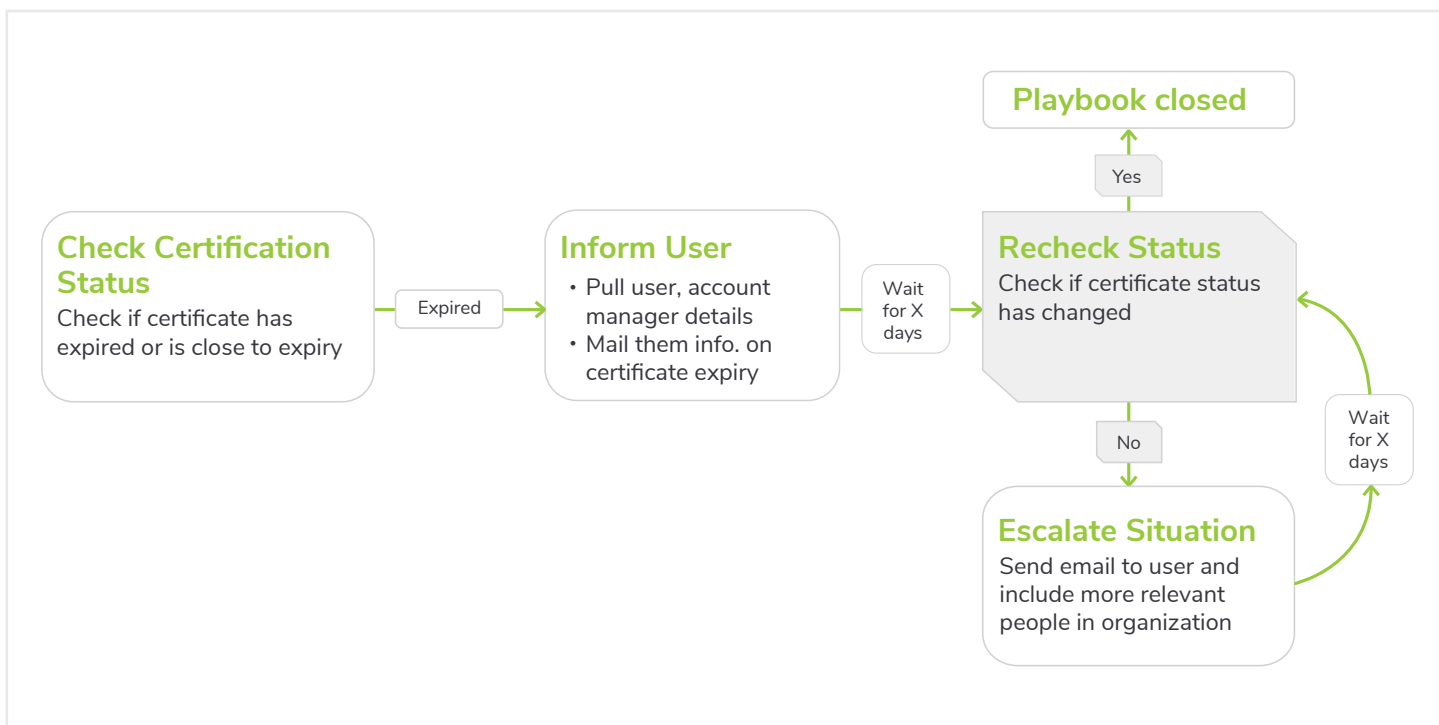 Check Certification
Status
Check if certificate has
expired or is close to expiry
Expired
Inform User
• Pull user, account
manager details
• Mail them info. on
certificate expiry
Wait
for X
days
Playbook closed
Yes
Recheck Status
Check if certificate status
has changed
No
Escalate Situation
Send email to user and
include more relevant
people in organization
Wait
for X
days